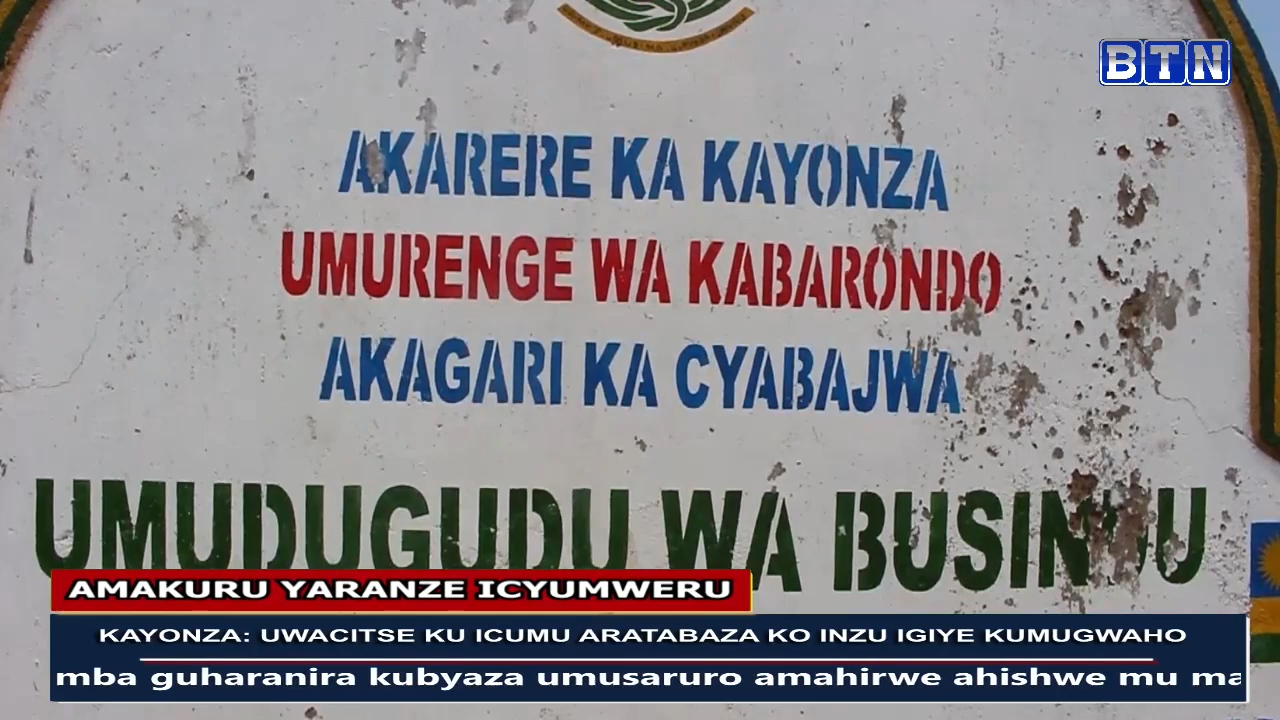 BTN
AKARERE KA KAYONZA
UMURENGE WA KABARONDO
AKAGARI KA CYABAJWA
UMUDUGUDU WA
AMAKURU YARANZE ICYUMWERU
KAYONZA: UWACITSE KU ICUMU ARATABAZA KO INZU IGIYE KUMUGWAHO
mba guharanira kubyaza umusaruro amahirwe ahishwe mu ma